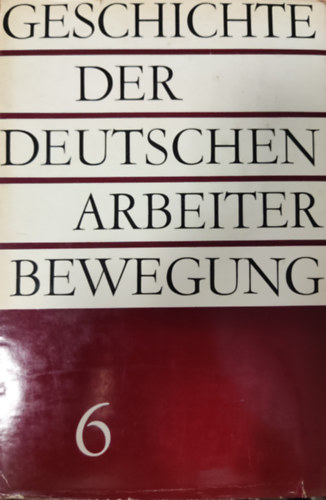 GESCHICHTE
DER
DEUTSCHEN
ARBEITER
BEWEGUNG
6